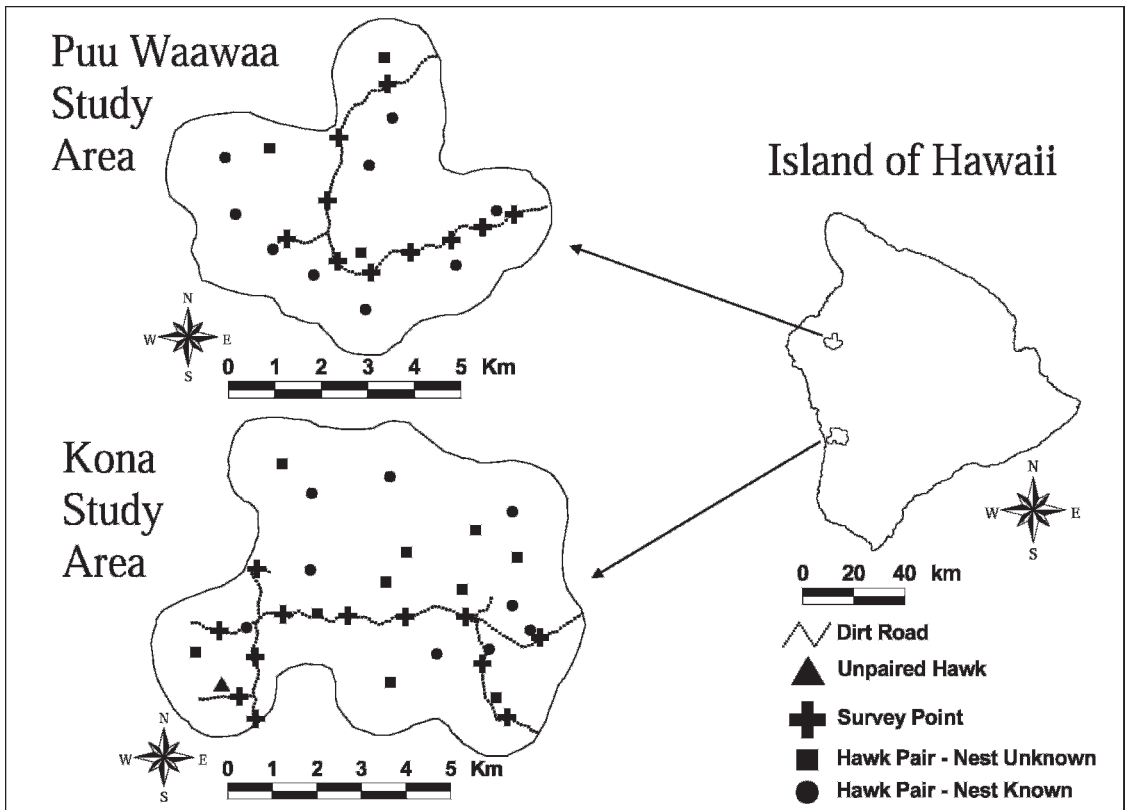 Puu Waawaa
Study
Area
Island of Hawaii
N
W E
S
0 1 2 3 4 5 Km
Kona
Study
Area
N
W E
S
0 1 2 3 4 5 Km
N
W E
S
0 20 40 km
Dirt Road
Unpaired Hawk
Survey Point
Hawk Pair - Nest Unknown
Hawk Pair - Nest Known